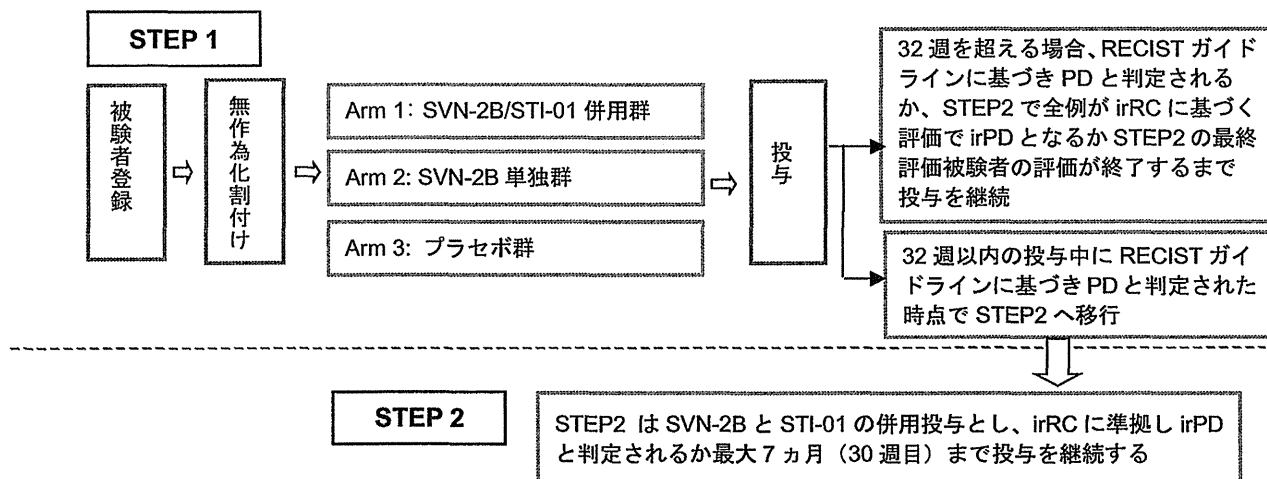 STEP 1
被験者登録
無作為化割付け
Arm 1: SVN-2B/STI-01 併用群
Arm 2: SVN-2B 単独群
Arm 3: プラセボ群
投与
32 週を超える場合、RECIST ガイド
ラインに基づき PD と判定される
か、STEP2 で全例が irRC に基づく
評価で irPD となるか STEP2 の最終
評価被験者の評価が終了するまで
投与を継続
32 週以内の投与中に RECIST ガイ
ドラインに基づき PD と判定された
時点で STEP2 へ移行
STEP 2
STEP2 は SVN-2B と STI-01 の併用投与とし、irRC に準拠し irPD
と判定されるか最大 7 ヵ月（30 週目）まで投与を継続する